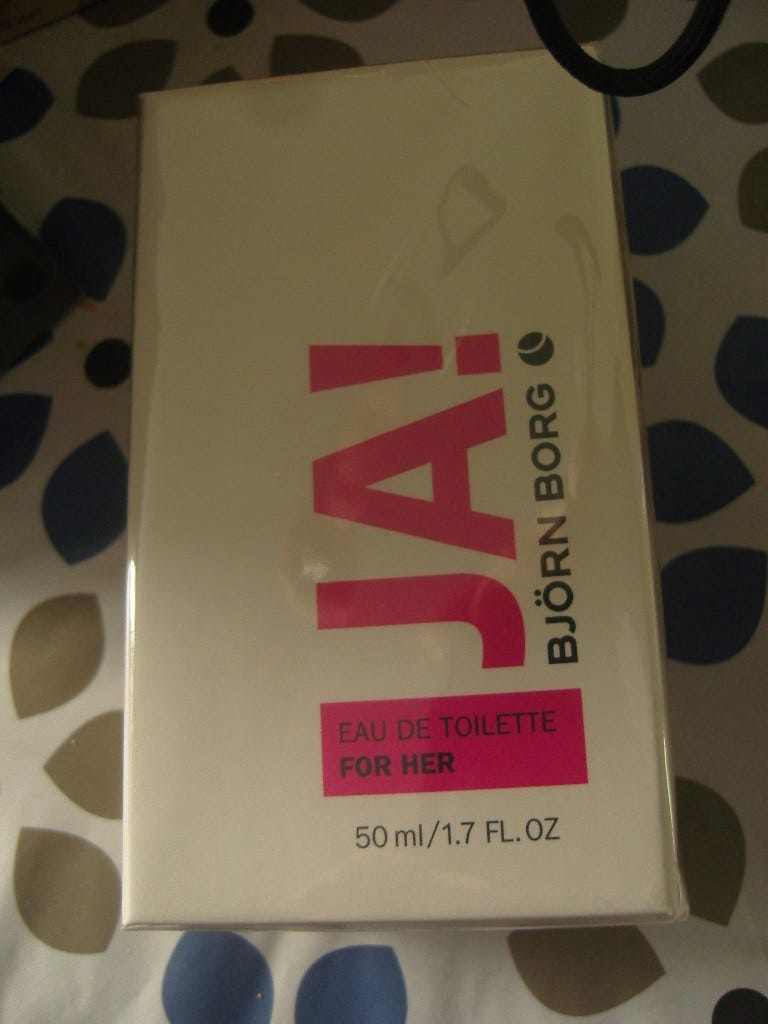 JA!
BJÖRN BORG
EAU DE TOILETTE
FOR HER
50 ml/1.7 FL.OZ